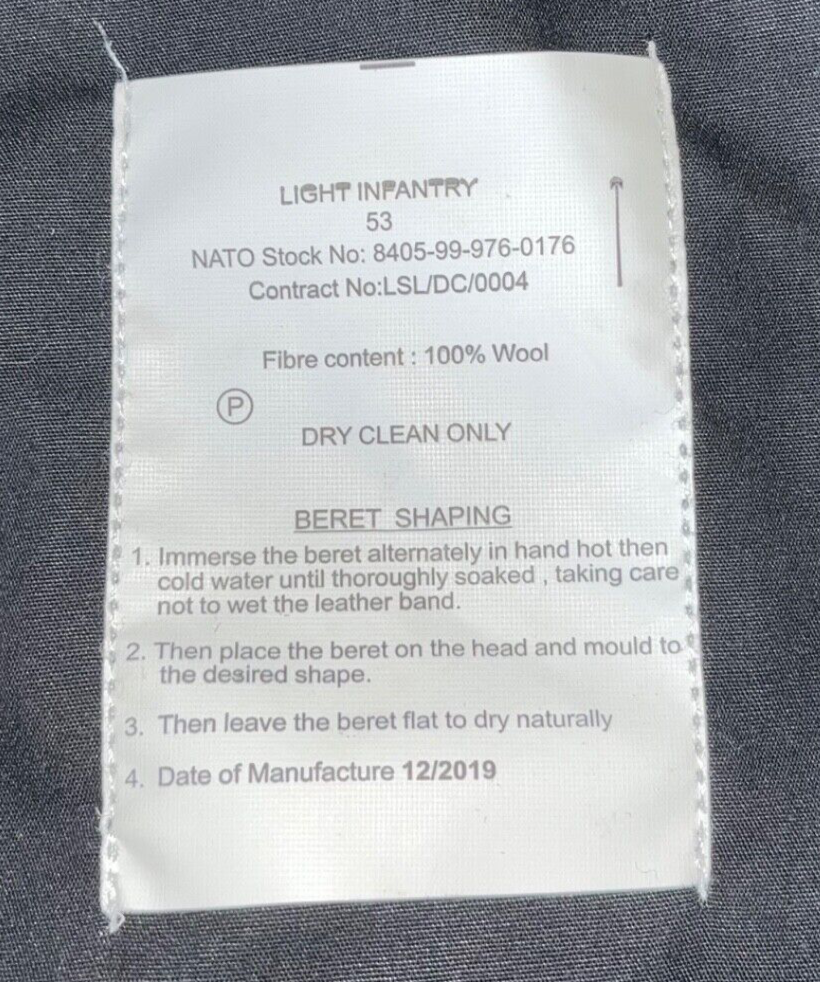 LIGHT INFANTRY
53
NATO Stock No: 8405-99-976-0176
Contract No:LSL/DC/0004
Fibre content : 100% Wool
P
DRY CLEAN ONLY
BERET SHAPING
1. Immerse the beret alternately in hand hot then
cold water until thoroughly soaked , taking care
not to wet the leather band.
2. Then place the beret on the head and mould to
the desired shape.
3. Then leave the beret flat to dry naturally
4. Date of Manufacture 12/2019